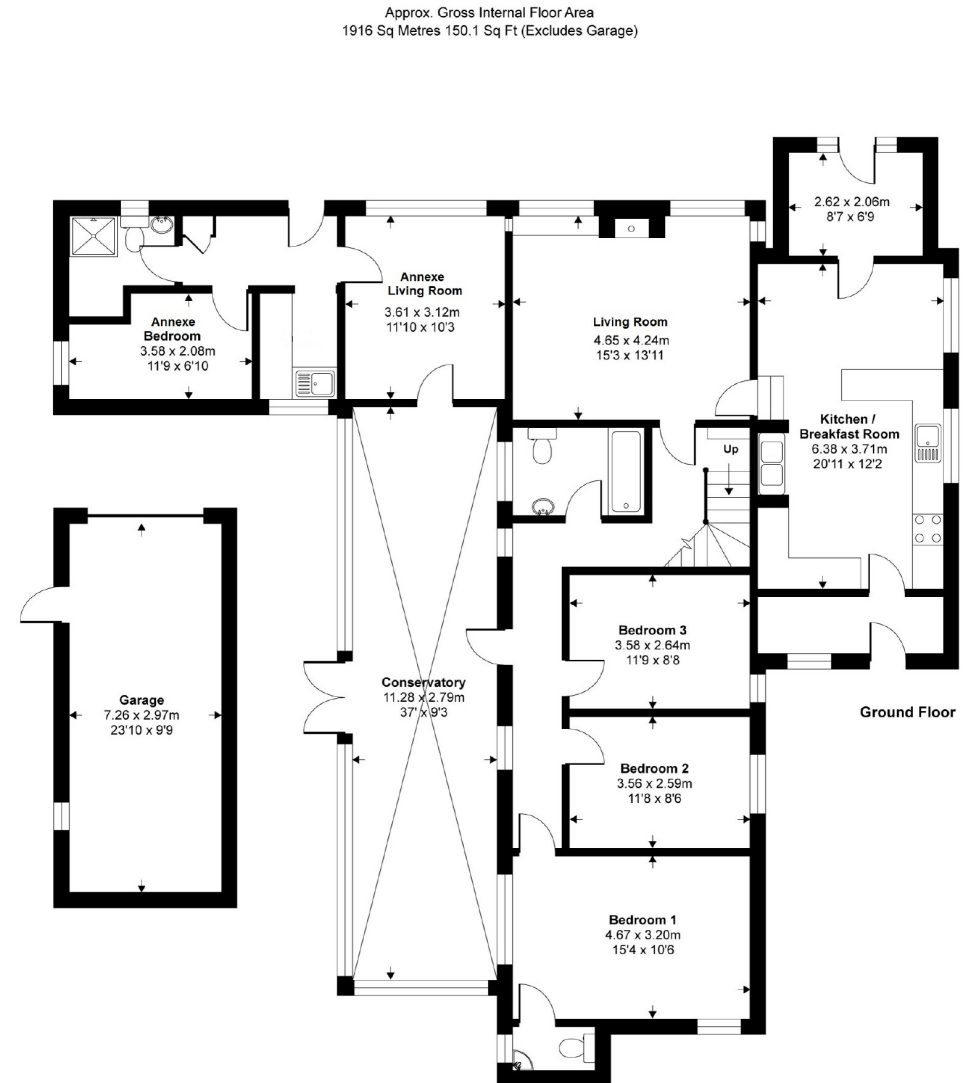 Approx. Gross Internal Floor Area
1916 Sq Metres 150.1 Sq Ft (Excludes Garage)
2.62 x 2.06m
8'7 x 6'9
Annexe
Living Room
3.61 x 3.12m
11'10 x 10'3
Annexe
Bedroom
3.58 x 2.08m
11'9 x 6'10
Living Room
4.65 x 4.24m
15'3 x 13'11
Kitchen /
Breakfast Room
6.38 x 3.71m
20'11 x 12'2
Up
Bedroom 3
3.58 x 2.64m
11'9 x 8'8
Conservatory
11.28 x 2.79m
37' x 9'3
Garage
7.26 x 2.97m
23'10 x 9'9
Ground Floor
Bedroom 2
3.56 x 2.59m
11'8 x 8'6
Bedroom 1
4.67 x 3.20m
15'4 x 10'6